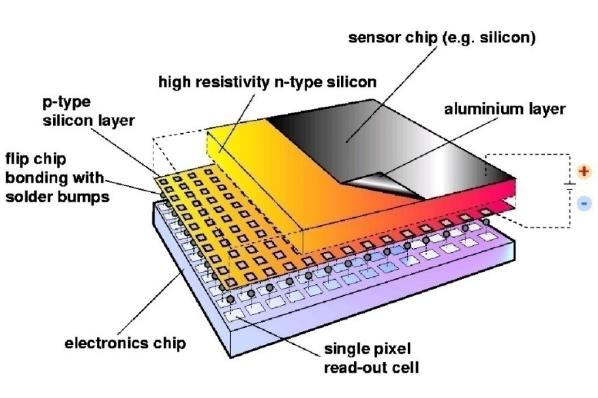 sensor chip (e.g. silicon)
high resistivity n-type silicon
p-type
silicon layer
aluminium layer
flip chip
bonding with
solder bumps
+
-
electronics chip
single pixel
read-out cell